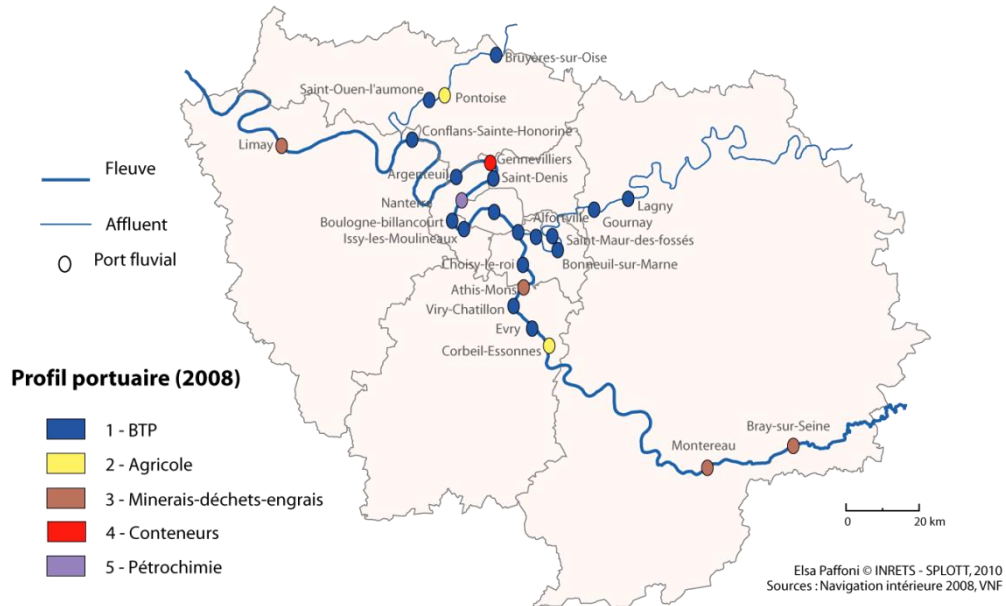 Bruyères-sur-Oise
Saint-Ouen-l'aumone
Pontoise
Conflans-Sainte-Honorine
Limay
Gennevilliers
Argenteuil
Saint-Denis
Fleuve
Nanterre
Lagny
Boulogne-billancourt
Alfortville
Gournay
Affluent
Issy-les-Moulineaux
Saint-Maur-des-fossés
Port fluvial
Choisy-le-roi
Bonneuil-sur-Marne
Athis-Mons
Viry-Chatillon
Evry
Corbeil-Essonnes
Profil portuaire (2008)
1 - BTP
2 - Agricole
3 - Minerais-déchets-engrais
4 - Conteneurs
5 - Pétrochimie
Bray-sur-Seine
Montereau
0 20 km
Elsa Paffoni © INRETS - SPLOTT, 2010
Sources : Navigation intérieure 2008, VNF